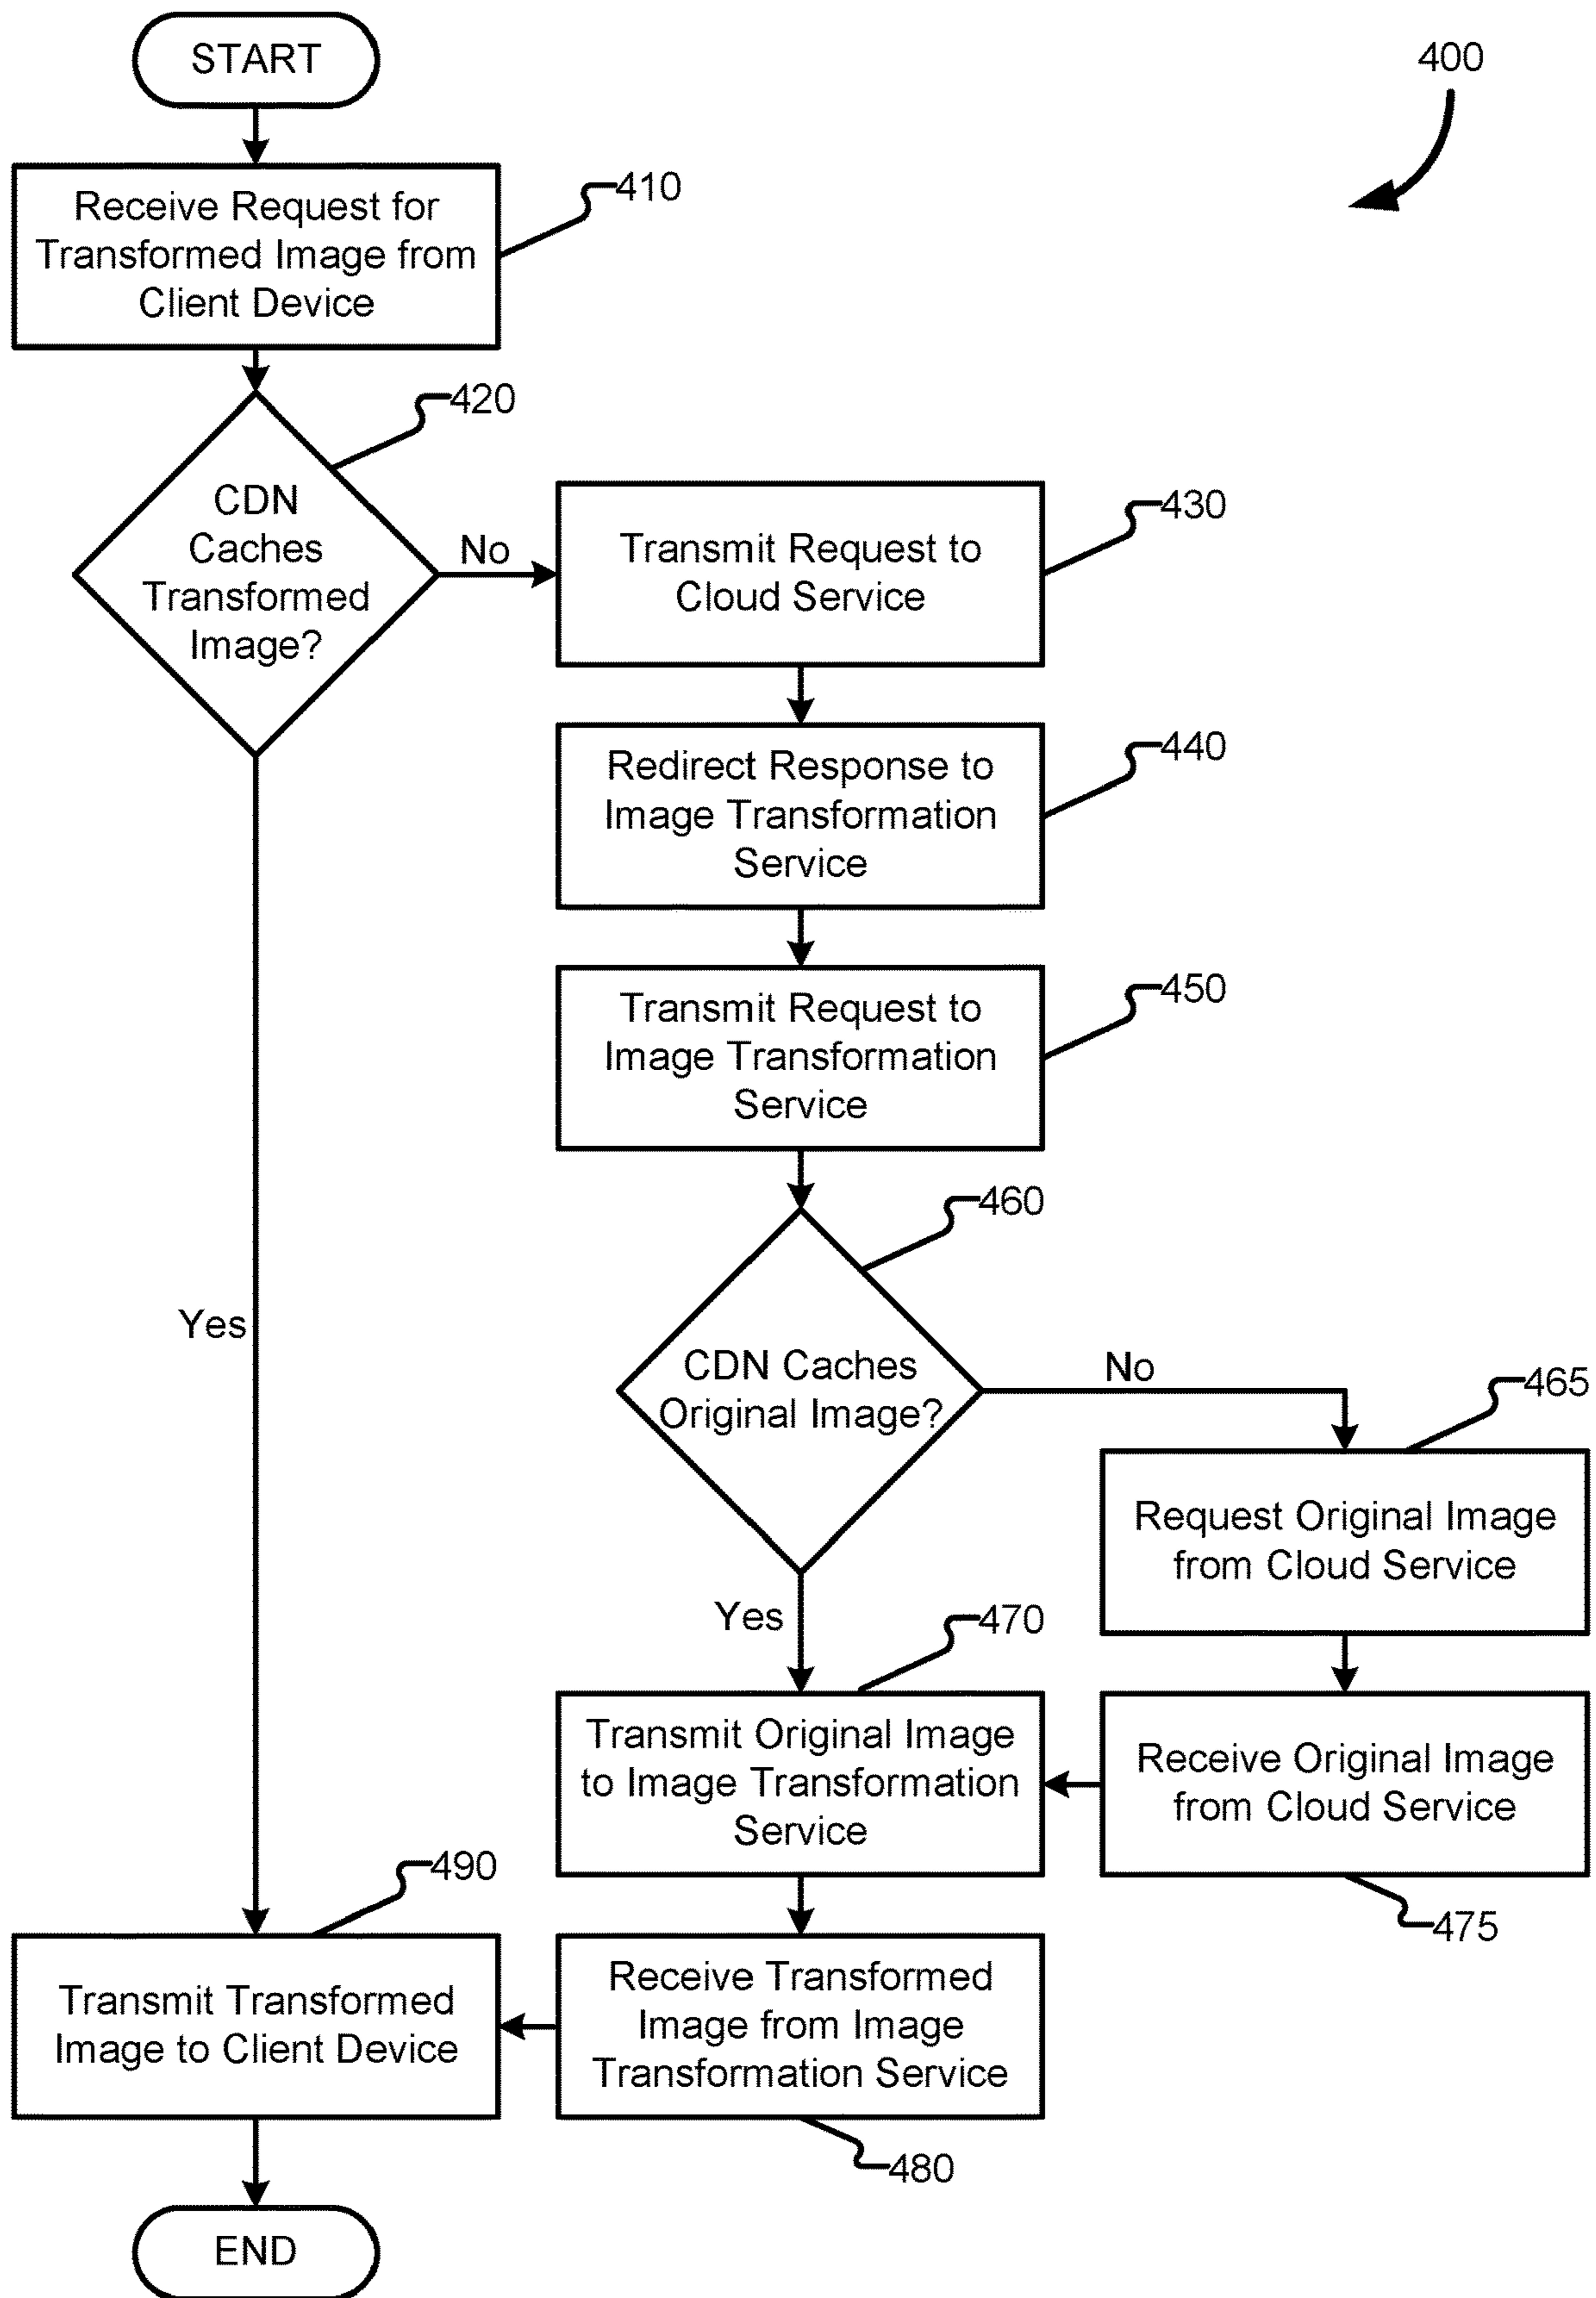 START
400
Receive Request for
Transformed Image from
Client Device
410
420
CDN
Caches
Transformed
Image?
No
Transmit Request to
Cloud Service
430
Redirect Response to
Image Transformation
Service
440
Transmit Request to
Image Transformation
Service
450
460
CDN Caches
Original Image?
No
465
Request Original Image
from Cloud Service
Yes
Yes
470
Transmit Original Image
to Image Transformation
Service
Receive Original Image
from Cloud Service
475
490
Transmit Transformed
Image to Client Device
Receive Transformed
Image from Image
Transformation Service
480
END